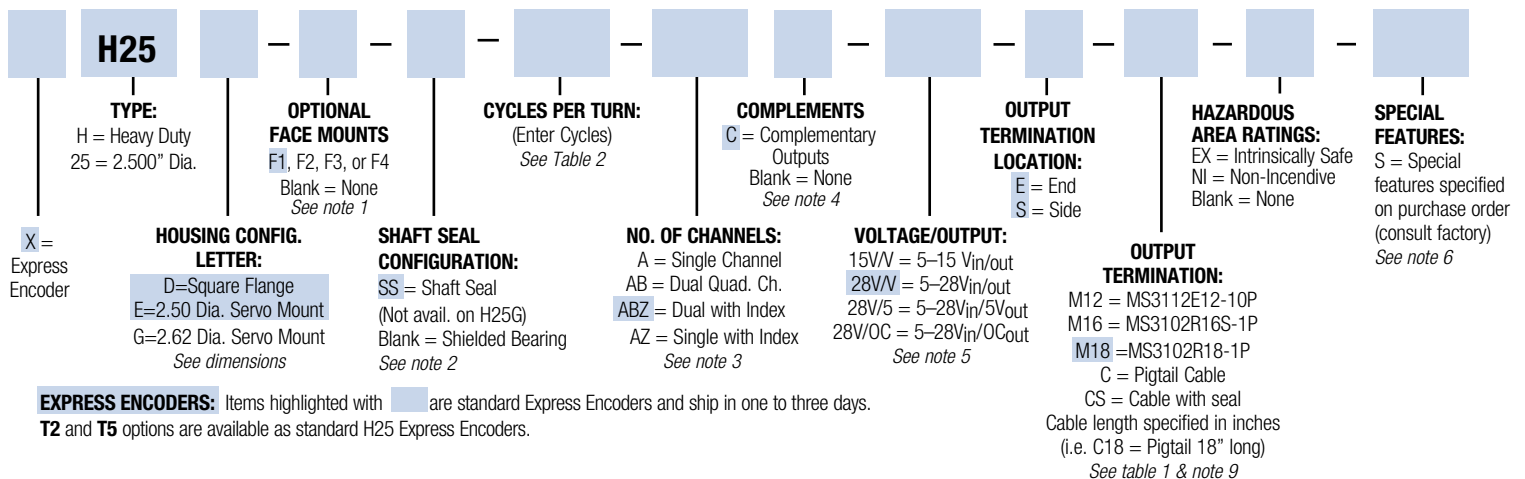 H25 – – – – – – – – –
TYPE:
H = Heavy Duty
25 = 2.500” Dia.
OPTIONAL
FACE MOUNTS
F1, F2, F3, or F4
Blank = None
See note 1
CYCLES PER TURN:
(Enter Cycles)
See Table 2
COMPLEMENTS
C = Complementary
Outputs
Blank = None
See note 4
OUTPUT
TERMINATION
LOCATION:
E = End
S = Side
HAZARDOUS
AREA RATINGS:
EX = Intrinsically Safe
NI = Non-Incendive
Blank = None
SPECIAL
FEATURES:
S = Special
features specified
on purchase order
(consult factory)
See note 6
X =
Express
Encoder
HOUSING CONFIG.
LETTER:
D=Square Flange
E=2.50 Dia. Servo Mount
G=2.62 Dia. Servo Mount
See dimensions
SHAFT SEAL
CONFIGURATION:
SS = Shaft Seal
(Not avail. on H25G)
Blank = Shielded Bearing
See note 2
NO. OF CHANNELS:
A = Single Channel
AB = Dual Quad. Ch.
ABZ = Dual with Index
AZ = Single with Index
See note 3
VOLTAGE/OUTPUT:
15V/V = 5–15 Vin/out
28V/V = 5–28Vin/out
28V/5 = 5–28Vin/5Vout
28V/OC = 5–28Vin/OCout
See note 5
OUTPUT
TERMINATION:
M12 = MS3112E12-10P
M16 = MS3102R16S-1P
M18 =MS3102R18-1P
C = Pigtail Cable
CS = Cable with seal
Cable length specified in inches
(i.e. C18 = Pigtail 18” long)
See table 1 & note 9
EXPRESS ENCODERS: Items highlighted with are standard Express Encoders and ship in one to three days.
T2 and T5 options are available as standard H25 Express Encoders.